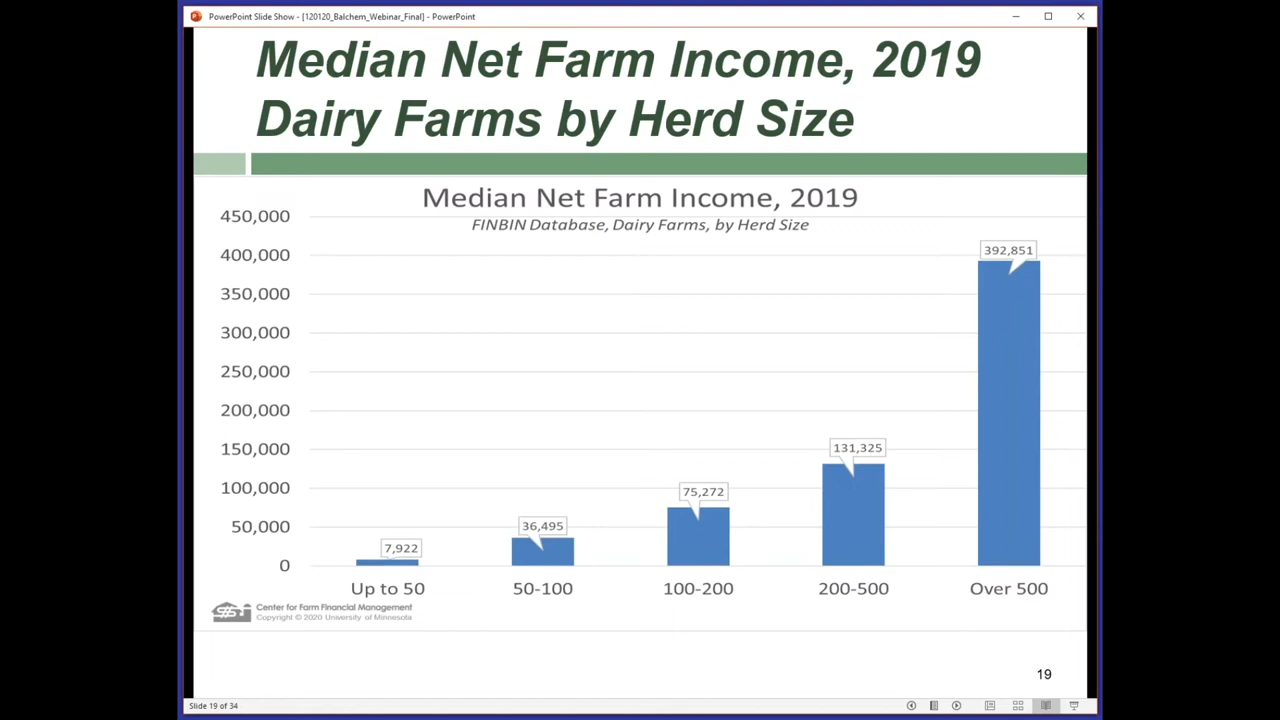 PowerPoint Slide Show - [120120_Balchem_Webinar_Final] - PowerPoint
Median Net Farm Income, 2019
Dairy Farms by Herd Size
Median Net Farm Income, 2019
FINBIN Database, Dairy Farms, by Herd Size
450,000
400,000
350,000
300,000
250,000
200,000
150,000
100,000
50,000
0
7,922
36,495
75,272
131,325
392,851
Up to 50
50-100
100-200
200-500
Over 500
Center for Farm Financial Management
Copyright © 2020 University of Minnesota
19
Slide 19 of 34